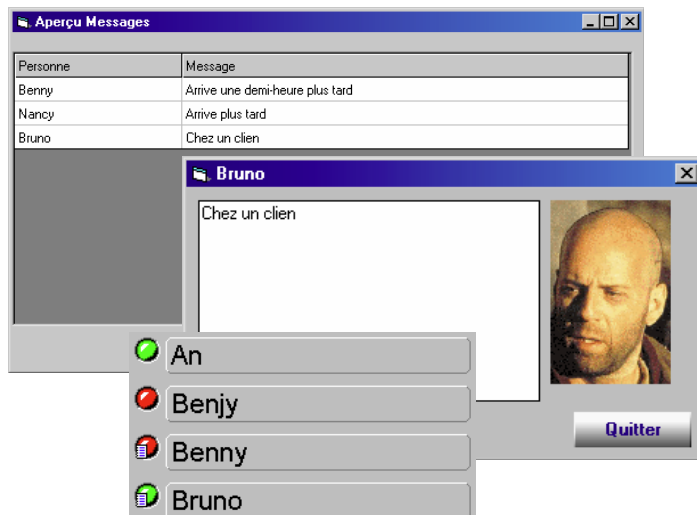 Aperçu Messages
Personne Message
Benny Arrive une demi-heure plus tard
Nancy Arrive plus tard
Bruno Chez un clien
Bruno
Chez un clien
An
Benjy
Benny
Bruno
Quitter